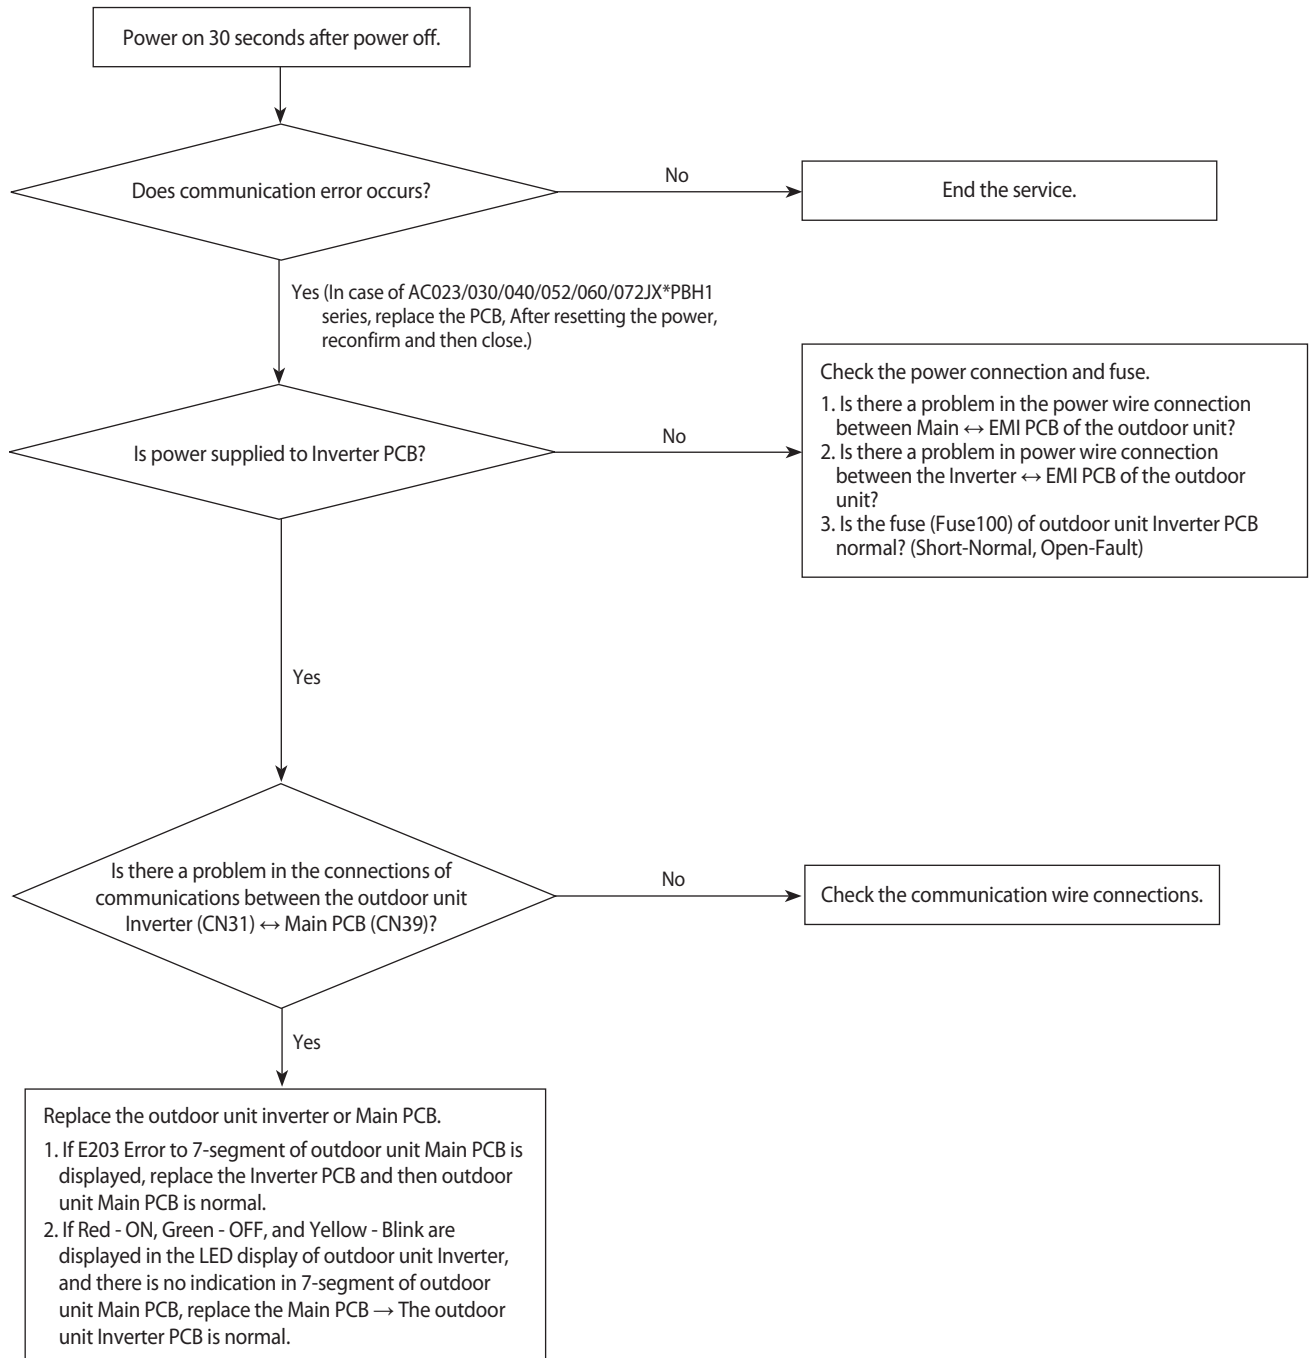 Power on 30 seconds after power off.
Does communication error occurs?
No
End the service.
Yes (In case of AC023/030/040/052/060/072JX*PBH1
series, replace the PCB, After resetting the power,
reconfirm and then close.)
Is power supplied to Inverter PCB?
No
Check the power connection and fuse.
1. Is there a problem in the power wire connection
between Main ↔ EMI PCB of the outdoor unit?
2. Is there a problem in power wire connection
between the Inverter ↔ EMI PCB of the outdoor
unit?
3. Is the fuse (Fuse100) of outdoor unit Inverter PCB
normal? (Short-Normal, Open-Fault)
Yes
Is there a problem in the connections of
communications between the outdoor unit
Inverter (CN31) ↔ Main PCB (CN39)?
No
Check the communication wire connections.
Yes
Replace the outdoor unit inverter or Main PCB.
1. If E203 Error to 7-segment of outdoor unit Main PCB is
displayed, replace the Inverter PCB and then outdoor
unit Main PCB is normal.
2. If Red - ON, Green - OFF, and Yellow - Blink are
displayed in the LED display of outdoor unit Inverter,
and there is no indication in 7-segment of outdoor
unit Main PCB, replace the Main PCB → The outdoor
unit Inverter PCB is normal.